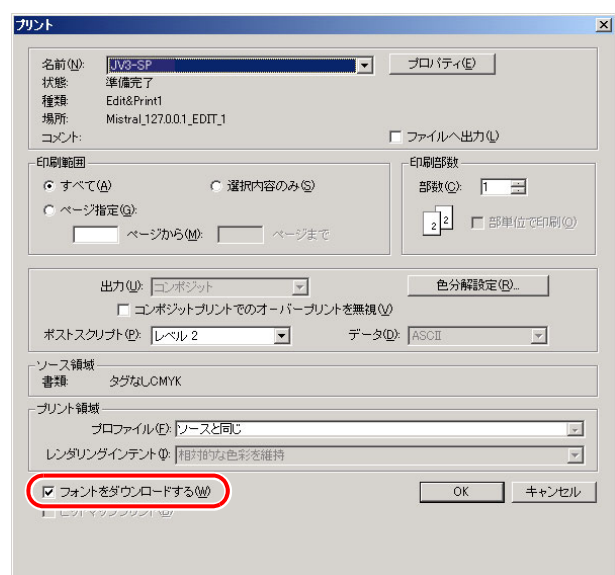 プリント
名前(N): JV3-SP プロパティ(E)
状態: 準備完了
種類: Edit&Print1
場所: Mistral_127.0.0.1_EDIT_1
コメント: ファイルへ出力(L)
印刷範囲
すべて(A) 選択内容のみ(S)
ページ指定(G):
ページから(M): ページまで
印刷部数
部数(C): 1
2 2 部単位で印刷(O)
出力(U): コンポジット 色分解設定(R)...
コンポジットプリントでのオーバープリントを無視(V)
ポストスクリプト(P): レベル 2 データ(D): ASCII
ソース領域
書類: タグなしCMYK
プリント領域
プロファイル(F): ソースと同じ
レンダリングインテント(I): 相対的な色彩を維持
フォントをダウンロードする(W) OK キャンセル